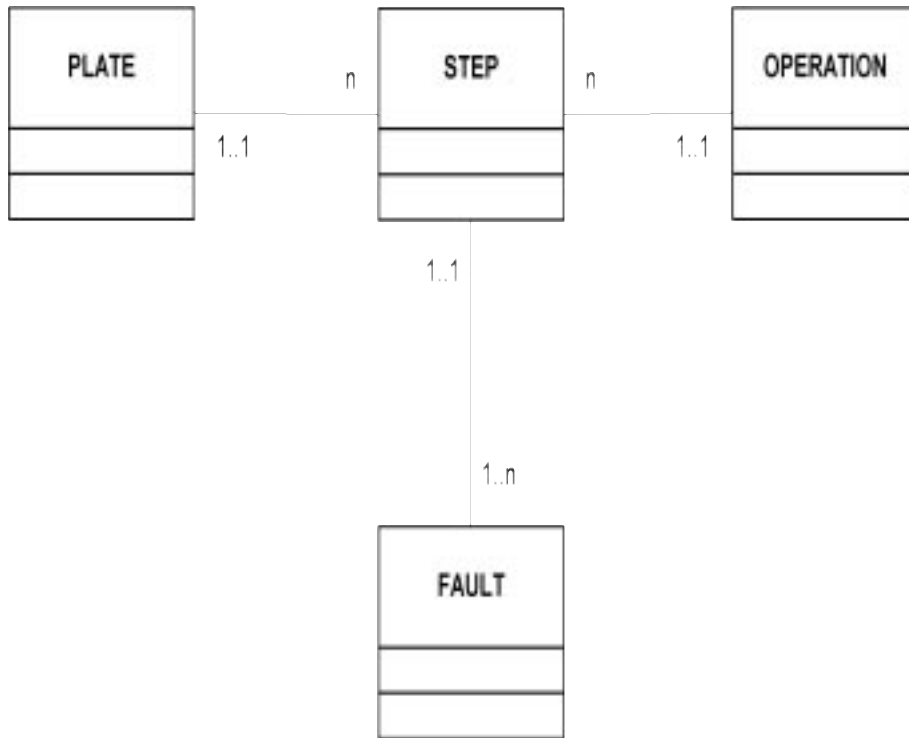 PLATE
STEP
OPERATION
n
n
1..1
1..1
1..1
1..n
FAULT